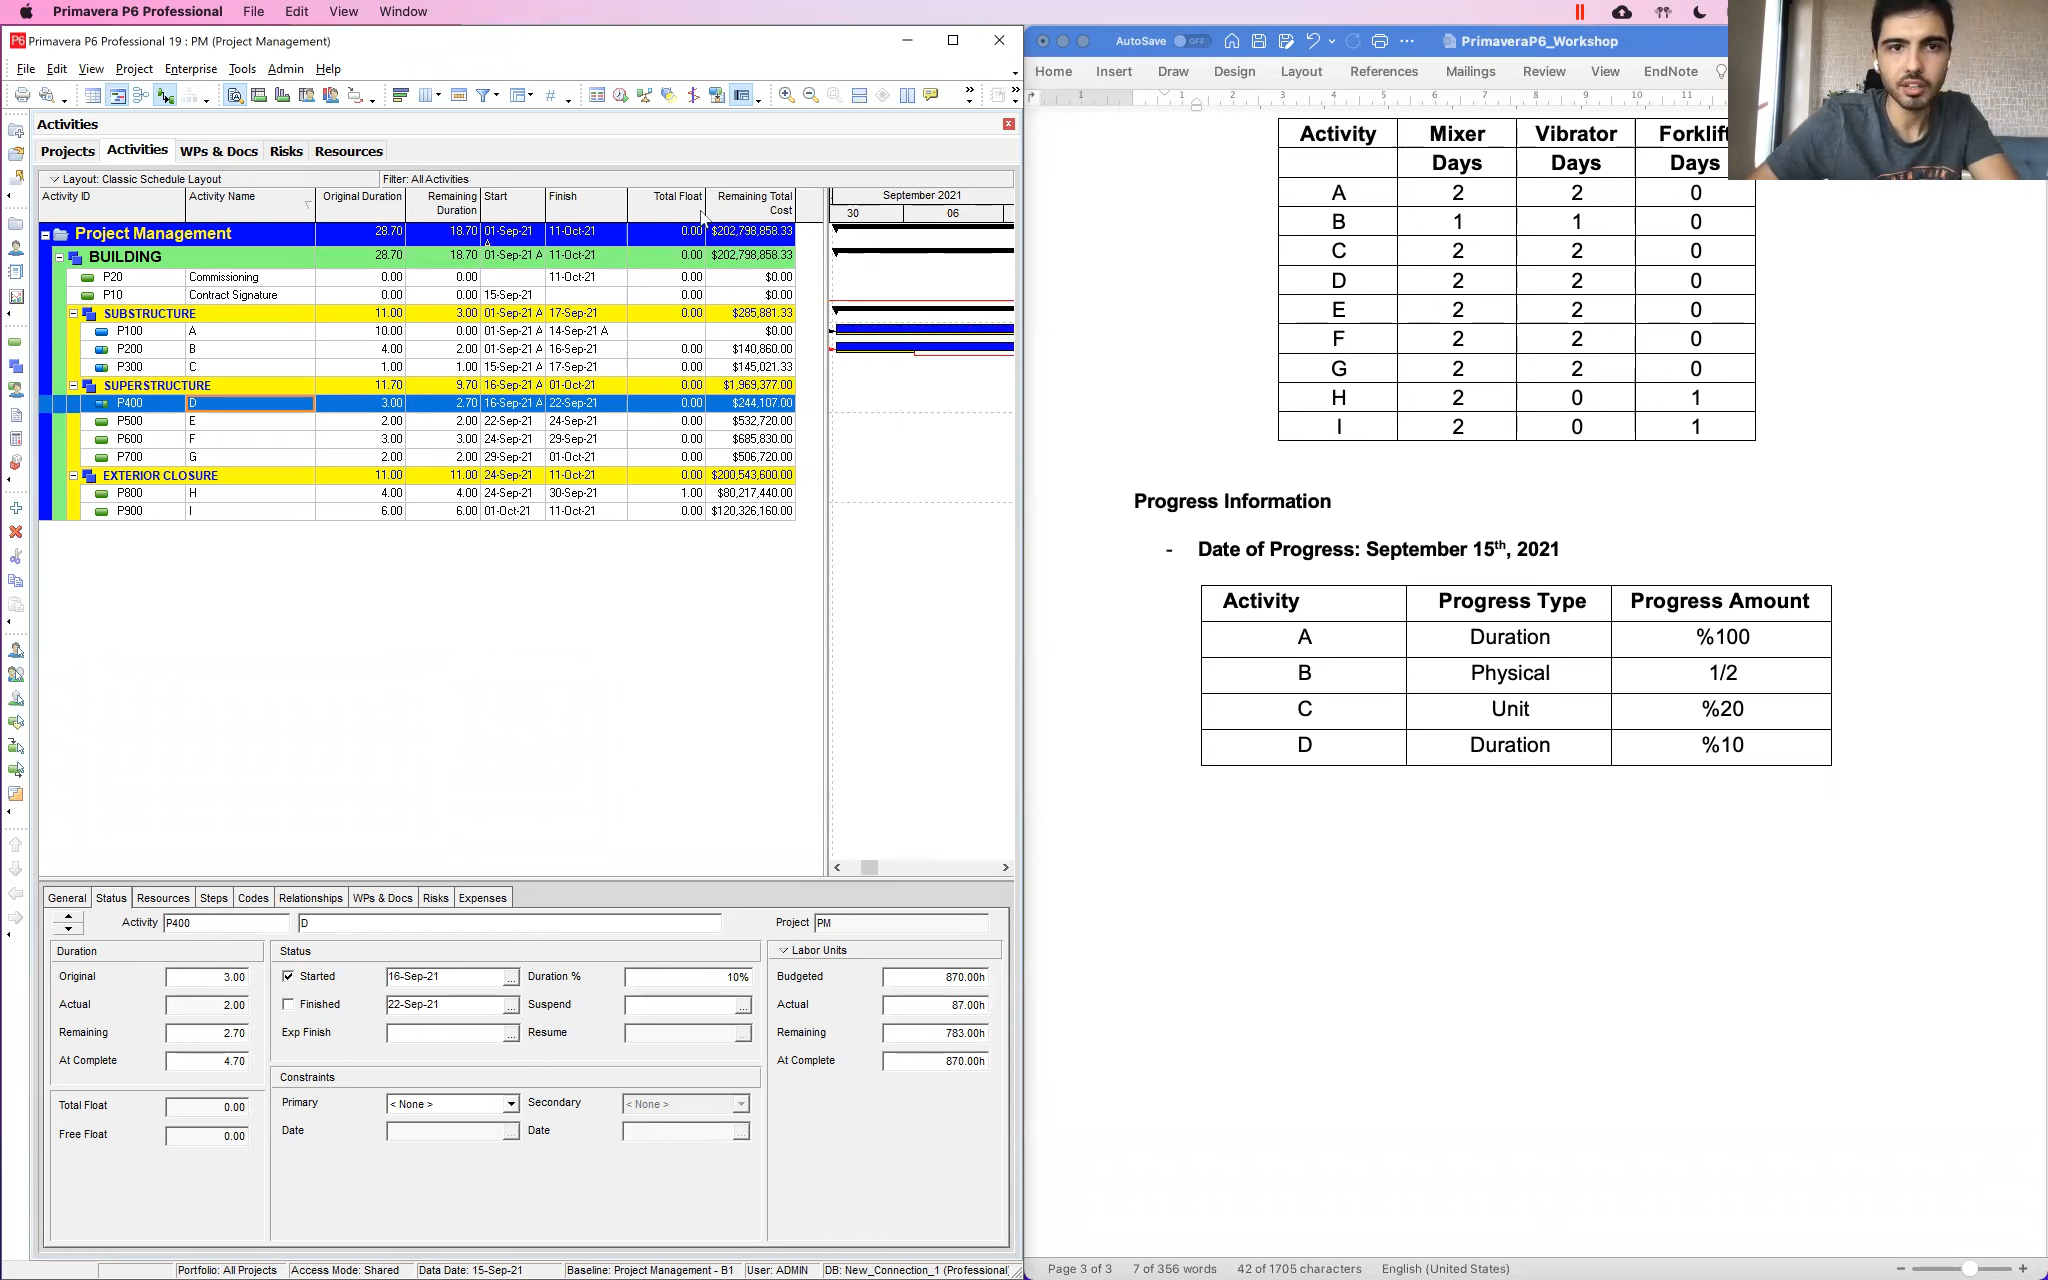 Primavera P6 Professional File Edit View Window
Primavera P6 Professional 19 : PM (Project Management)
File Edit View Project Enterprise Tools Admin Help
Activities
Projects Activities WPs & Docs Risks Resources
Layout: Classic Schedule Layout Filter: All Activities
Activity ID Activity Name Original Duration Remaining Duration Start Finish Total Float Remaining Total Cost
September 2021
30 06
Project Management 28.70 18.70 01-Sep-21 A 11-Oct-21 0.00 $202,798,858.33
BUILDING 28.70 18.70 01-Sep-21 A 11-Oct-21 0.00 $202,798,858.33
P20 Commissioning 0.00 0.00 11-Oct-21 0.00 $0.00
P10 Contract Signature 0.00 0.00 15-Sep-21 0.00 $0.00
SUBSTRUCTURE 11.00 3.00 01-Sep-21 A 17-Sep-21 0.00 $285,881.33
P100 A 10.00 0.00 01-Sep-21 A 14-Sep-21 A $0.00
P200 B 4.00 2.00 01-Sep-21 A 16-Sep-21 0.00 $140,860.00
P300 C 1.00 1.00 15-Sep-21 A 17-Sep-21 0.00 $145,021.33
SUPERSTRUCTURE 11.70 9.70 16-Sep-21 A 01-Oct-21 0.00 $1,969,377.00
P400 D 3.00 2.70 16-Sep-21 A 22-Sep-21 0.00 $244,107.00
P500 E 2.00 2.00 22-Sep-21 24-Sep-21 0.00 $532,720.00
P600 F 3.00 3.00 24-Sep-21 29-Sep-21 0.00 $685,830.00
P700 G 2.00 2.00 29-Sep-21 01-Oct-21 0.00 $506,720.00
EXTERIOR CLOSURE 11.00 11.00 24-Sep-21 11-Oct-21 0.00 $200,543,600.00
P800 H 4.00 4.00 24-Sep-21 30-Sep-21 1.00 $80,217,440.00
P900 I 6.00 6.00 01-Oct-21 11-Oct-21 0.00 $120,326,160.00
General Status Resources Steps Codes Relationships WPs & Docs Risks Expenses
Activity P400 D Project PM
Duration Status Labor Units
Original 3.00 Started 16-Sep-21 ... Duration % 10% Budgeted 870.00h
Actual 2.00 Finished 22-Sep-21 ... Suspend ... Actual 87.00h
Remaining 2.70 Exp Finish ... Resume ... Remaining 783.00h
At Complete 4.70 At Complete 870.00h
Constraints
Total Float 0.00 Primary < None > Secondary < None >
Free Float 0.00 Date ... Date ...
Portfolio: All Projects Access Mode: Shared Data Date: 15-Sep-21 Baseline: Project Management - B1 User: ADMIN DB: New_Connection_1 (Professional
AutoSave OFF ... PrimaveraP6_Workshop
Home Insert Draw Design Layout References Mailings Review View EndNote
1 1 2 3 4 5 6 7 8 9 10 11
Activity Mixer Vibrator Forklift
Days Days Days
A 2 2 0
B 1 1 0
C 2 2 0
D 2 2 0
E 2 2 0
F 2 2 0
G 2 2 0
H 2 0 1
I 2 0 1
Progress Information
- Date of Progress: September 15th, 2021
Activity Progress Type Progress Amount
A Duration %100
B Physical 1/2
C Unit %20
D Duration %10
Page 3 of 3 7 of 356 words 42 of 1705 characters English (United States)